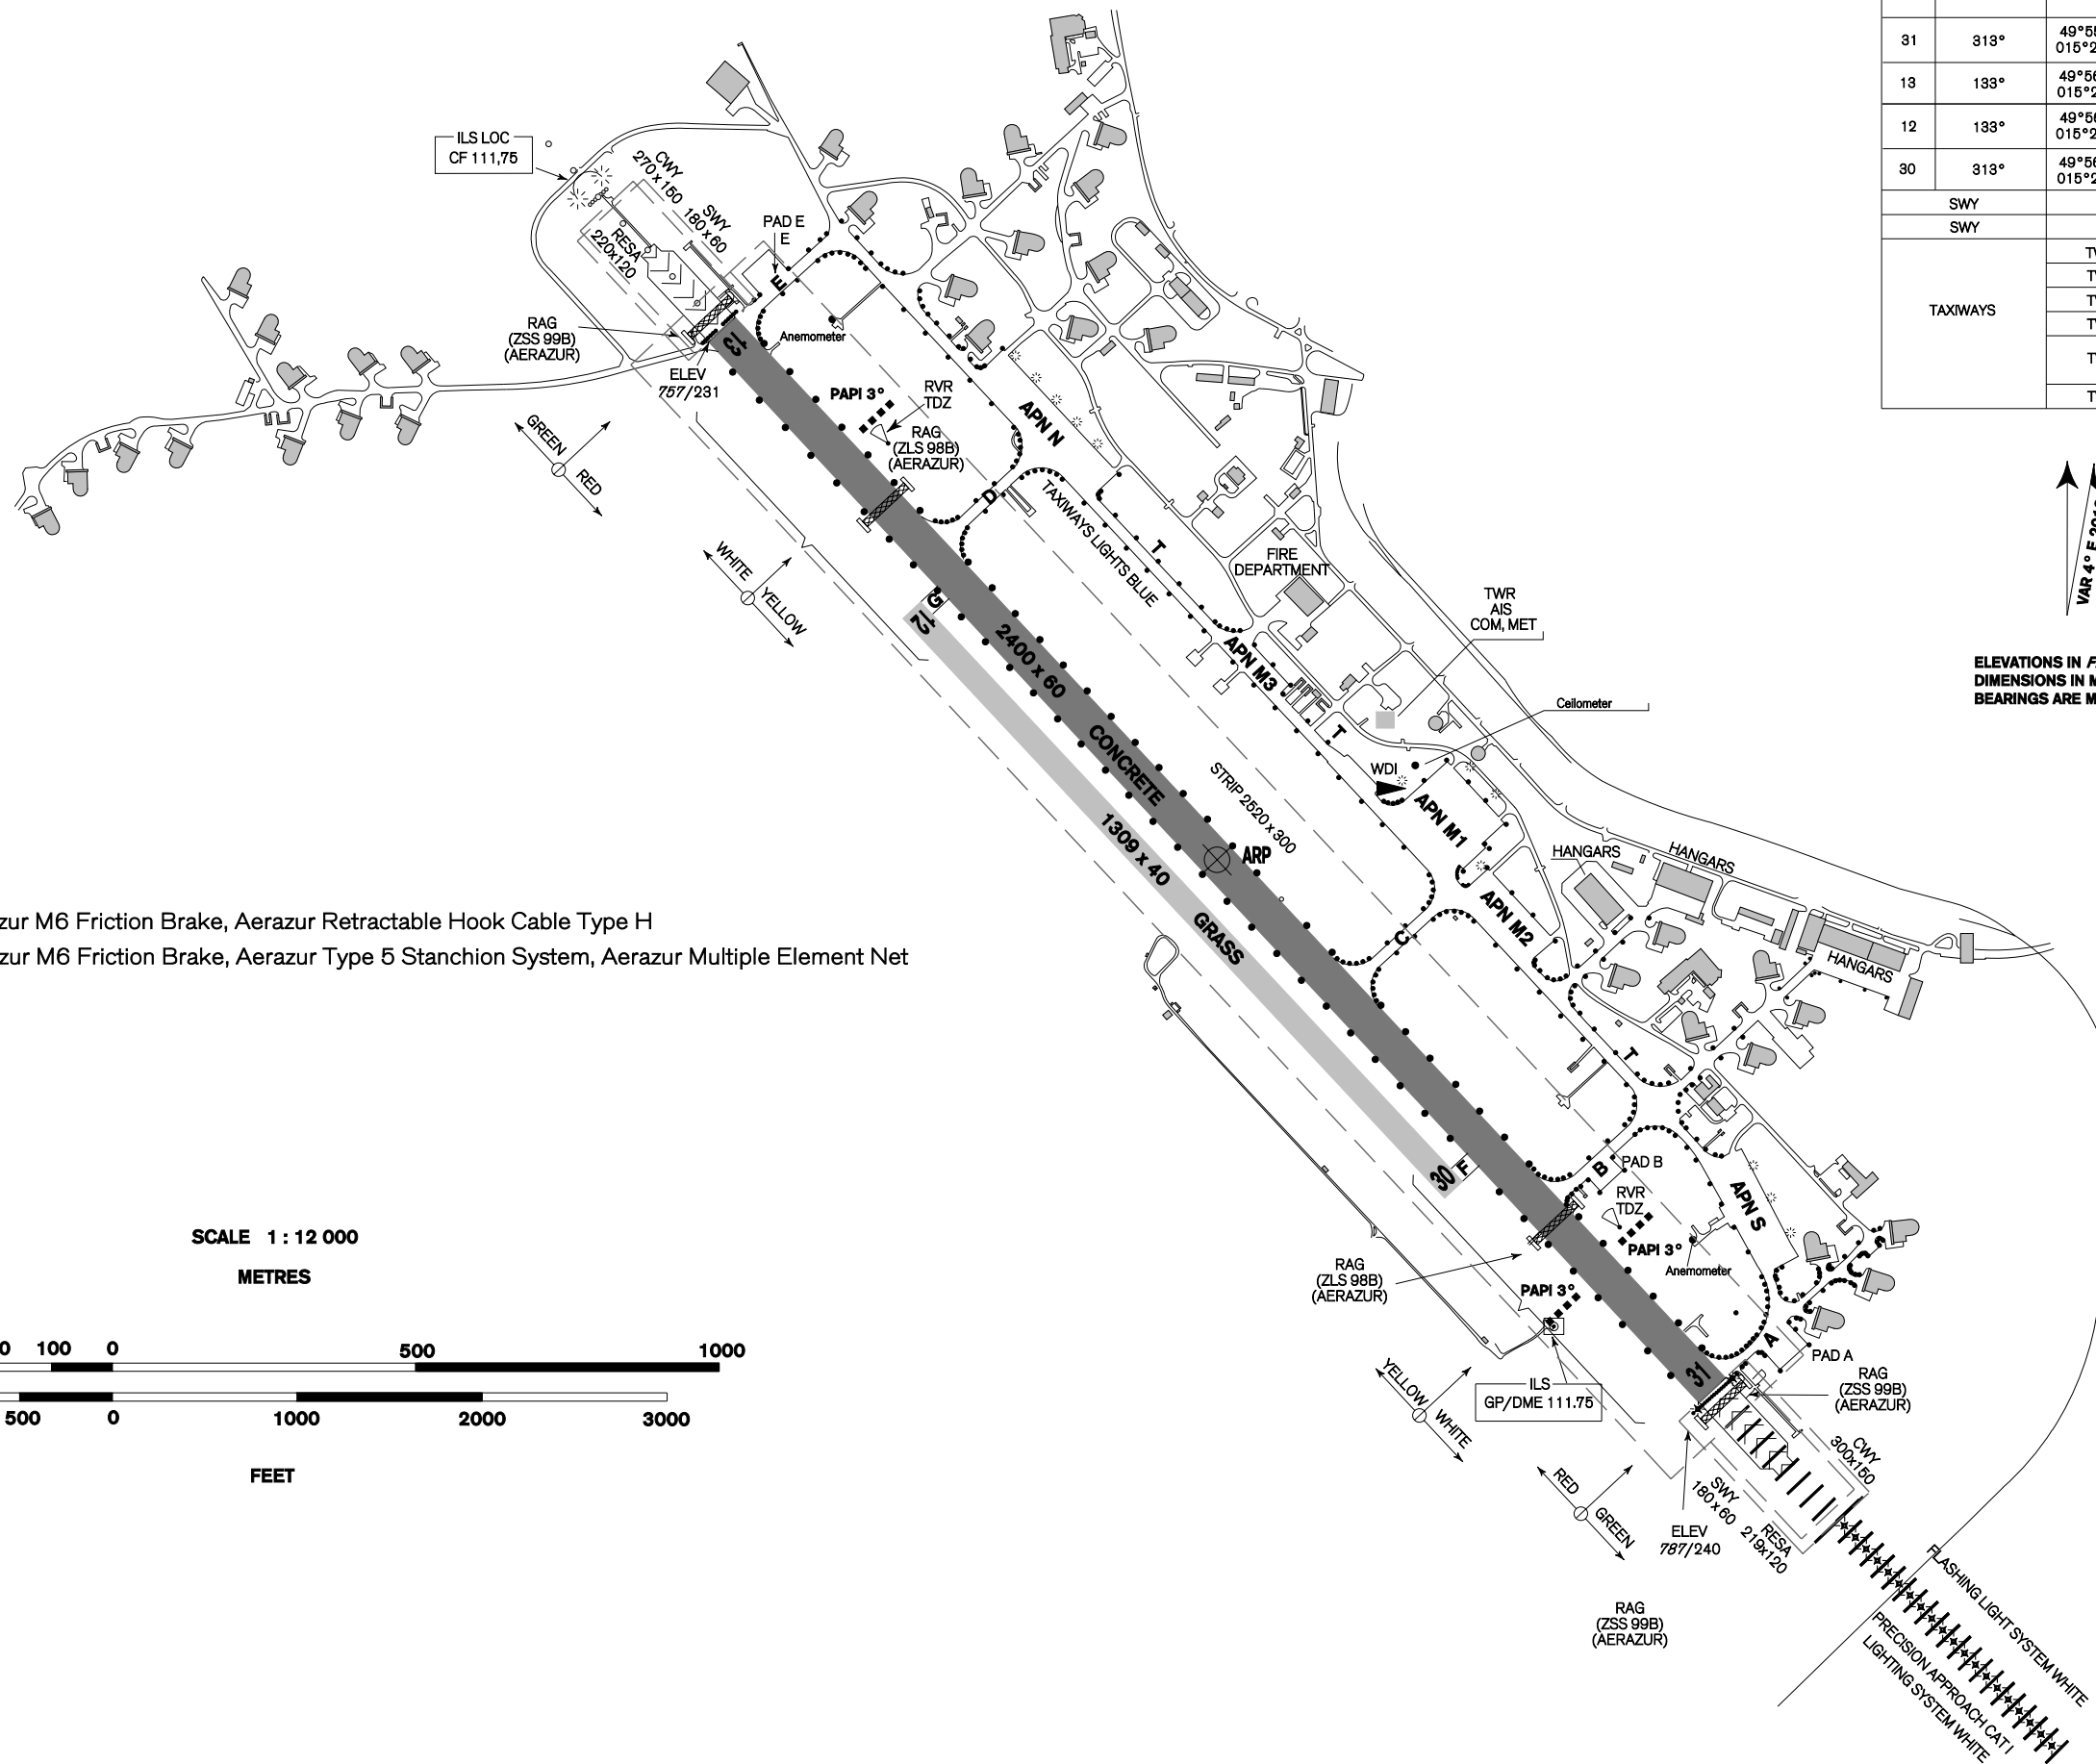 31 313°
13 133°
12 133°
30 313°
SWY
SWY
TAXIWAYS
ILS LOC
CF 111,75
CWY
270 x 150
SWY
180 x 60
RESA
220x120
PAD E
E
E
RAG
(ZSS 99B)
(AERAZUR)
13
Anemometer
ELEV
757/231
PAPI 3°
RVR
TDZ
RAG
(ZLS 98B)
(AERAZUR)
APN N
GREEN
RED
D
TAXIWAYS LIGHTS BLUE
T
FIRE
DEPARTMENT
WHITE
YELLOW
G
12
2400 x 60
TWR
AIS
COM, MET
APN M3
VAR 4° E
ELEVATIONS IN
DIMENSIONS IN
BEARINGS ARE
Ceilometer
T
CONCRETE
STRIP 2520 x 300
WDI
APN M1
1309 x 40
ARP
HANGARS
HANGARS
GRASS
APN M2
C
HANGARS
zur M6 Friction Brake, Aerazur Retractable Hook Cable Type H
zur M6 Friction Brake, Aerazur Type 5 Stanchion System, Aerazur Multiple Element Net
T
30
F
B
PAD B
RVR
TDZ
APN S
PAPI 3°
Anemometer
RAG
(ZLS 98B)
(AERAZUR)
PAPI 3°
SCALE 1 : 12 000
METRES
0 100 0 500 1000
500 0 1000 2000 3000
FEET
A
PAD A
31
RAG
(ZSS 99B)
(AERAZUR)
YELLOW
WHITE
ILS
GP/DME 111.75
CWY
300x150
RED
GREEN
SWY
180 x 60
RESA
219x120
ELEV
787/240
RAG
(ZSS 99B)
(AERAZUR)
FLASHING LIGHT SYSTEM WHITE
PRECISION APPROACH CAT I
LIGHTING SYSTEM WHITE